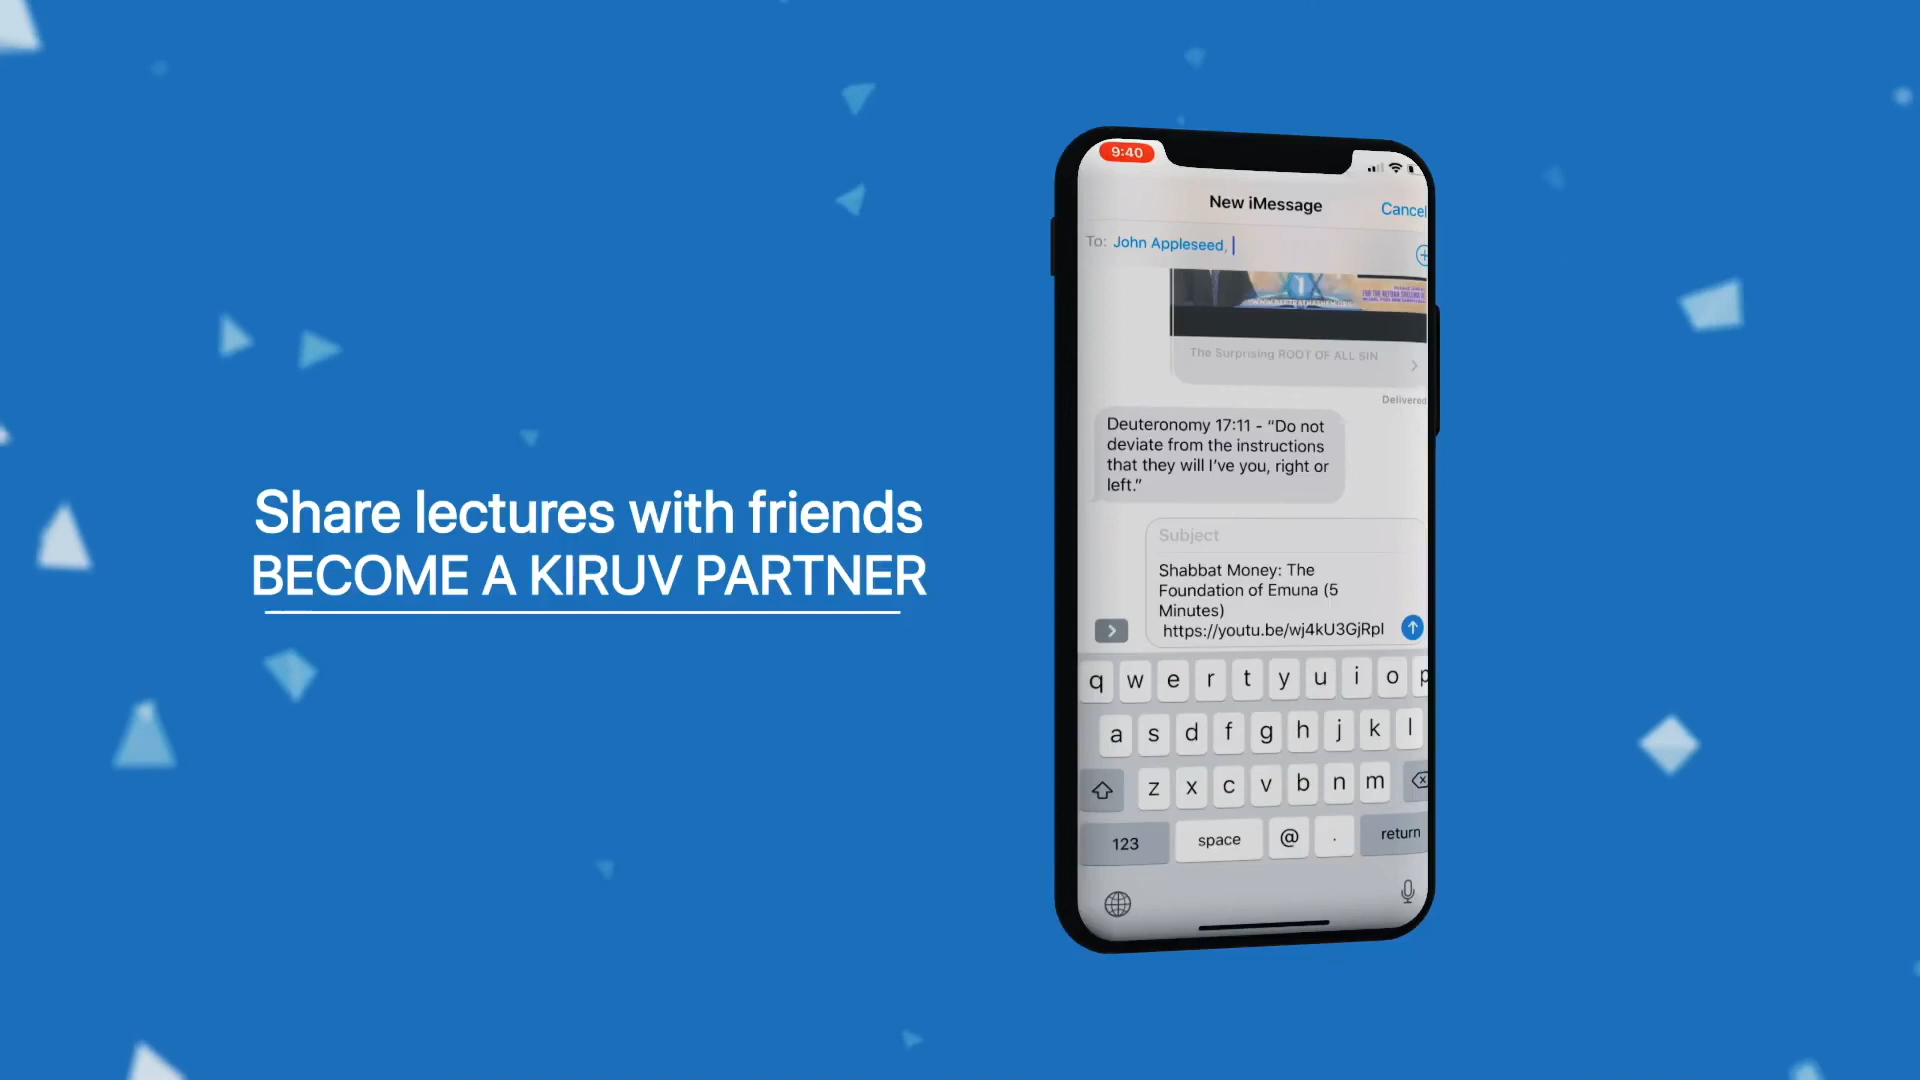 Share lectures with friends
BECOME A KIRUV PARTNER
9:40
New iMessage
Cancel
To: John Appleseed,
The Surprising ROOT OF ALL SIN
Delivered
Deuteronomy 17:11 - “Do not
deviate from the instructions
that they will I’ve you, right or
left.”
Subject
Shabbat Money: The
Foundation of Emuna (5
Minutes)
https://youtu.be/wj4kU3GjRpI
q w e r t y u i o p
a s d f g h j k l
z x c v b n m
123 space @ . return